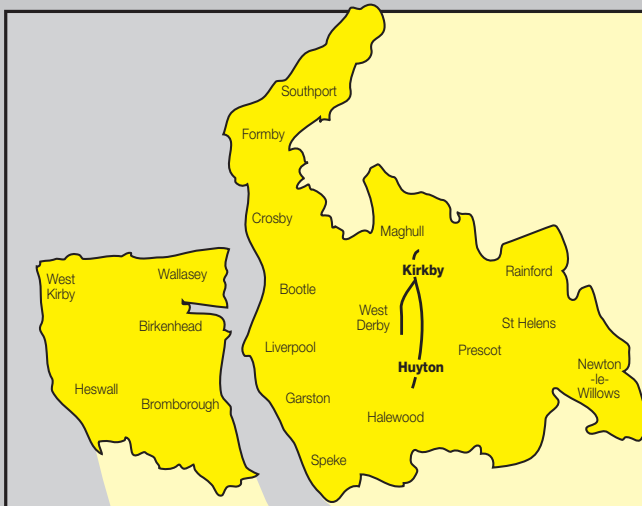 Southport
Formby
Crosby
Maghull
Kirkby
Rainford
West
Kirby
Wallasey
Bootle
West
Derby
Birkenhead
St Helens
Liverpool
Prescot
Huyton
Newton
-le-
Willows
Heswall
Bromborough
Garston
Halewood
Speke